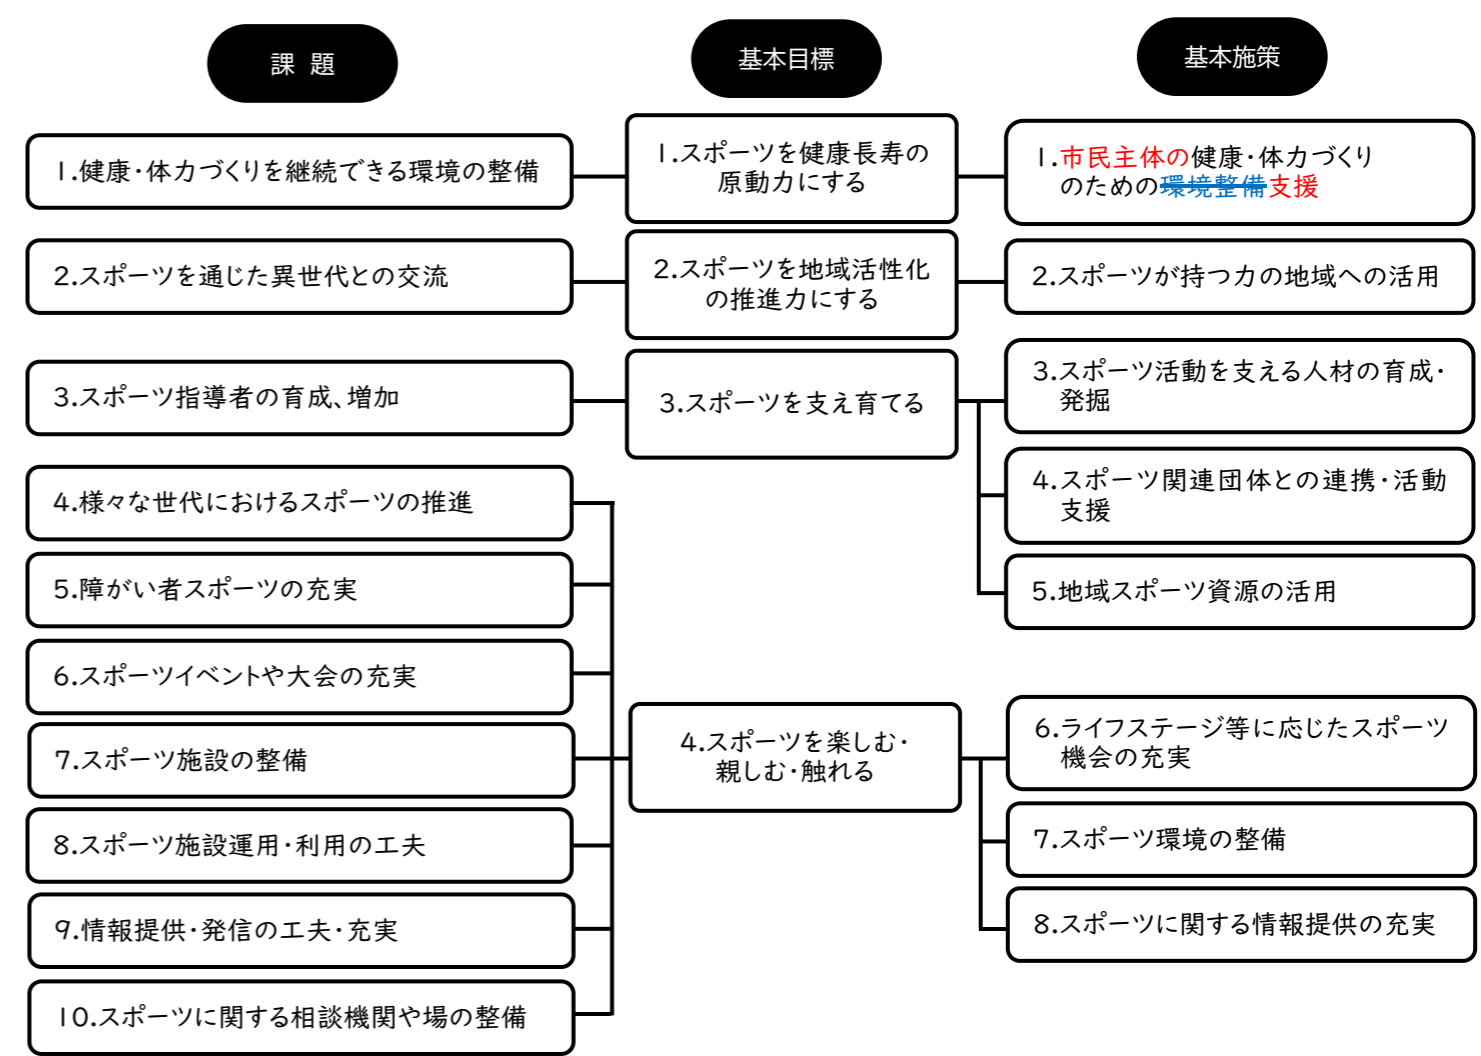 課 題
基本目標
基本施策
1.健康・体力づくりを継続できる環境の整備
2.スポーツを通じた異世代との交流
3.スポーツ指導者の育成、増加
4.様々な世代におけるスポーツの推進
5.障がい者スポーツの充実
6.スポーツイベントや大会の充実
7.スポーツ施設の整備
8.スポーツ施設運用・利用の工夫
9.情報提供・発信の工夫・充実
10.スポーツに関する相談機関や場の整備
1.スポーツを健康長寿の
原動力にする
2.スポーツを地域活性化
の推進力にする
3.スポーツを支え育てる
4.スポーツを楽しむ・
親しむ・触れる
1.市民主体の健康・体力づくり
のための環境整備支援
2.スポーツが持つ力の地域への活用
3.スポーツ活動を支える人材の育成・
発掘
4.スポーツ関連団体との連携・活動
支援
5.地域スポーツ資源の活用
6.ライフステージ等に応じたスポーツ
機会の充実
7.スポーツ環境の整備
8.スポーツに関する情報提供の充実